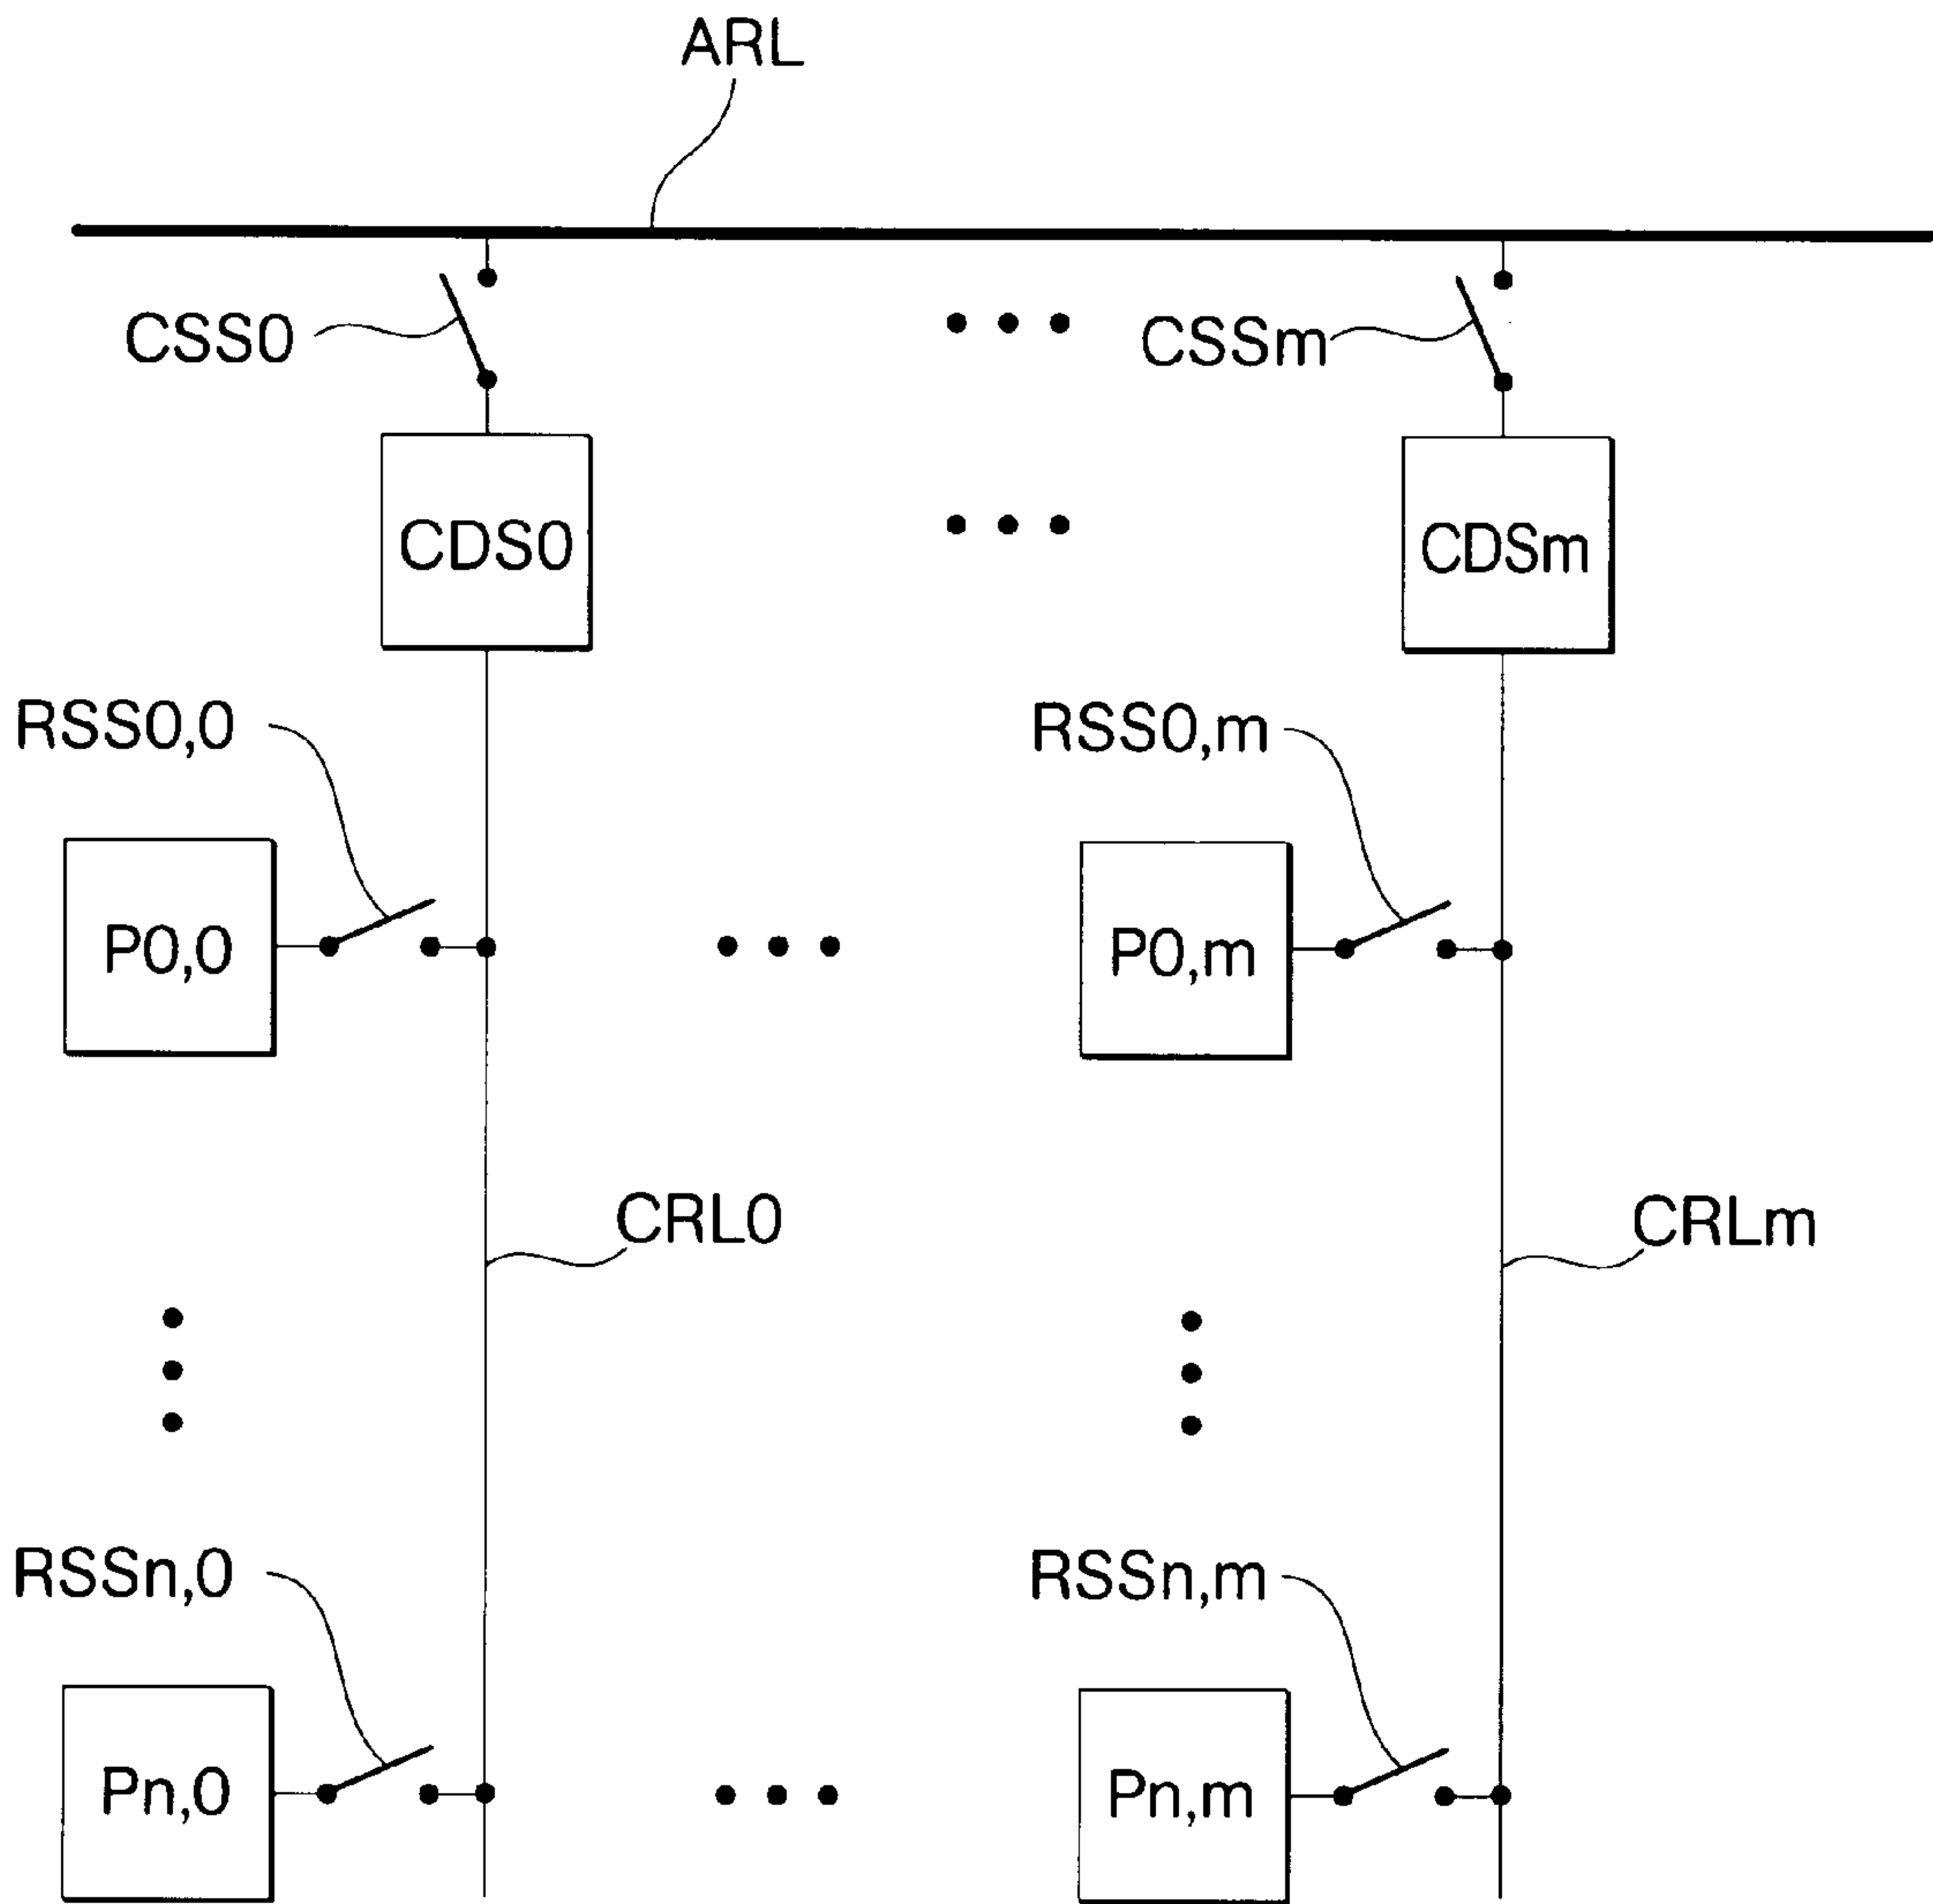 ARL
CSS0
CSSm
CDS0
CDSm
RSS0,0
RSS0,m
P0,0
P0,m
CRL0
CRLm
RSSn,0
RSSn,m
Pn,0
Pn,m